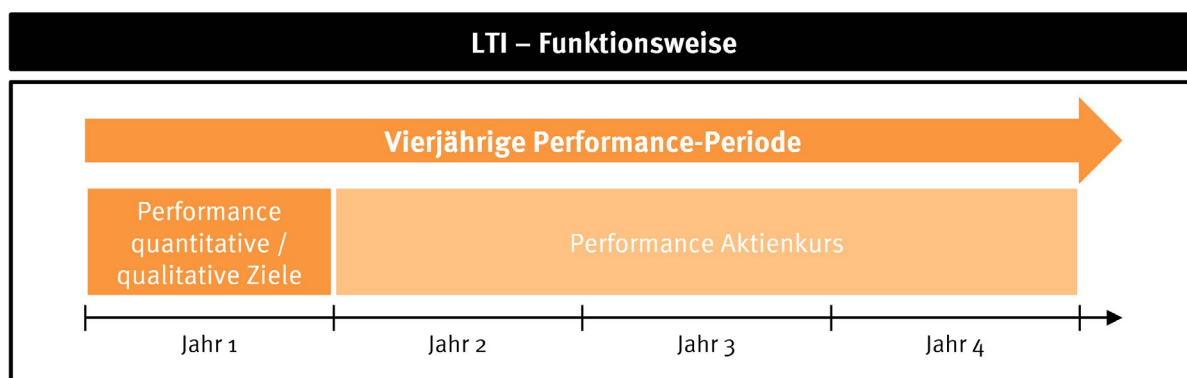 LTI – Funktionsweise
Vierjährige Performance-Periode
Performance
quantitative /
qualitative Ziele
Performance Aktienkurs
Jahr 1
Jahr 2
Jahr 3
Jahr 4